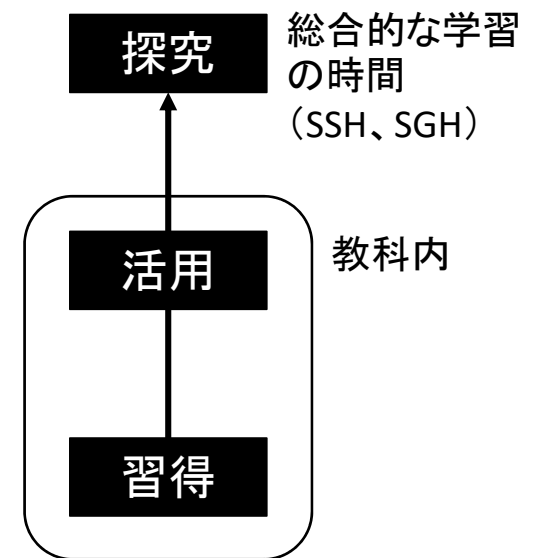 探究
総合的な学習
の時間
（SSH、SGH）
活用
教科内
習得